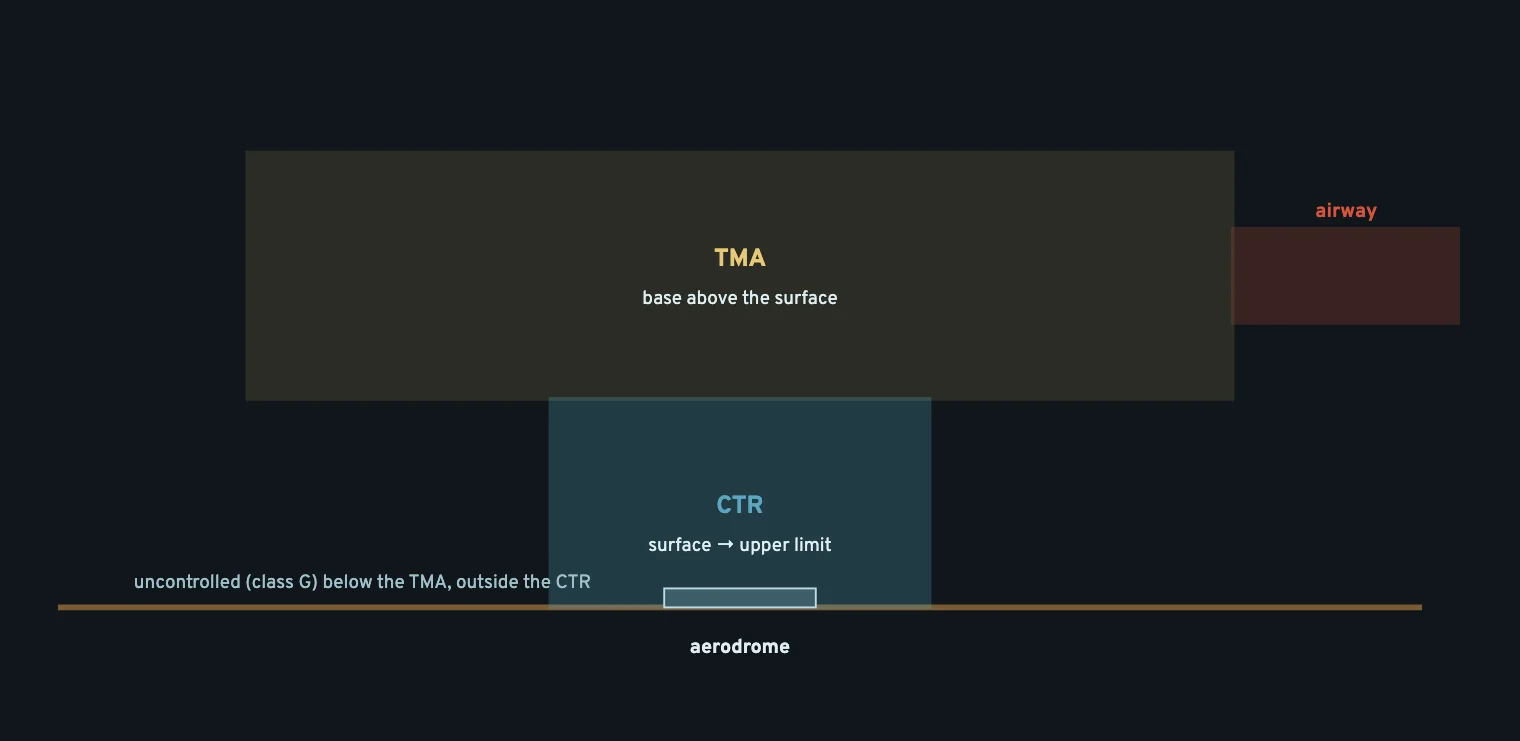 airway
TMA
base above the surface
CTR
surface → upper limit
uncontrolled (class G) below the TMA, outside the CTR
aerodrome